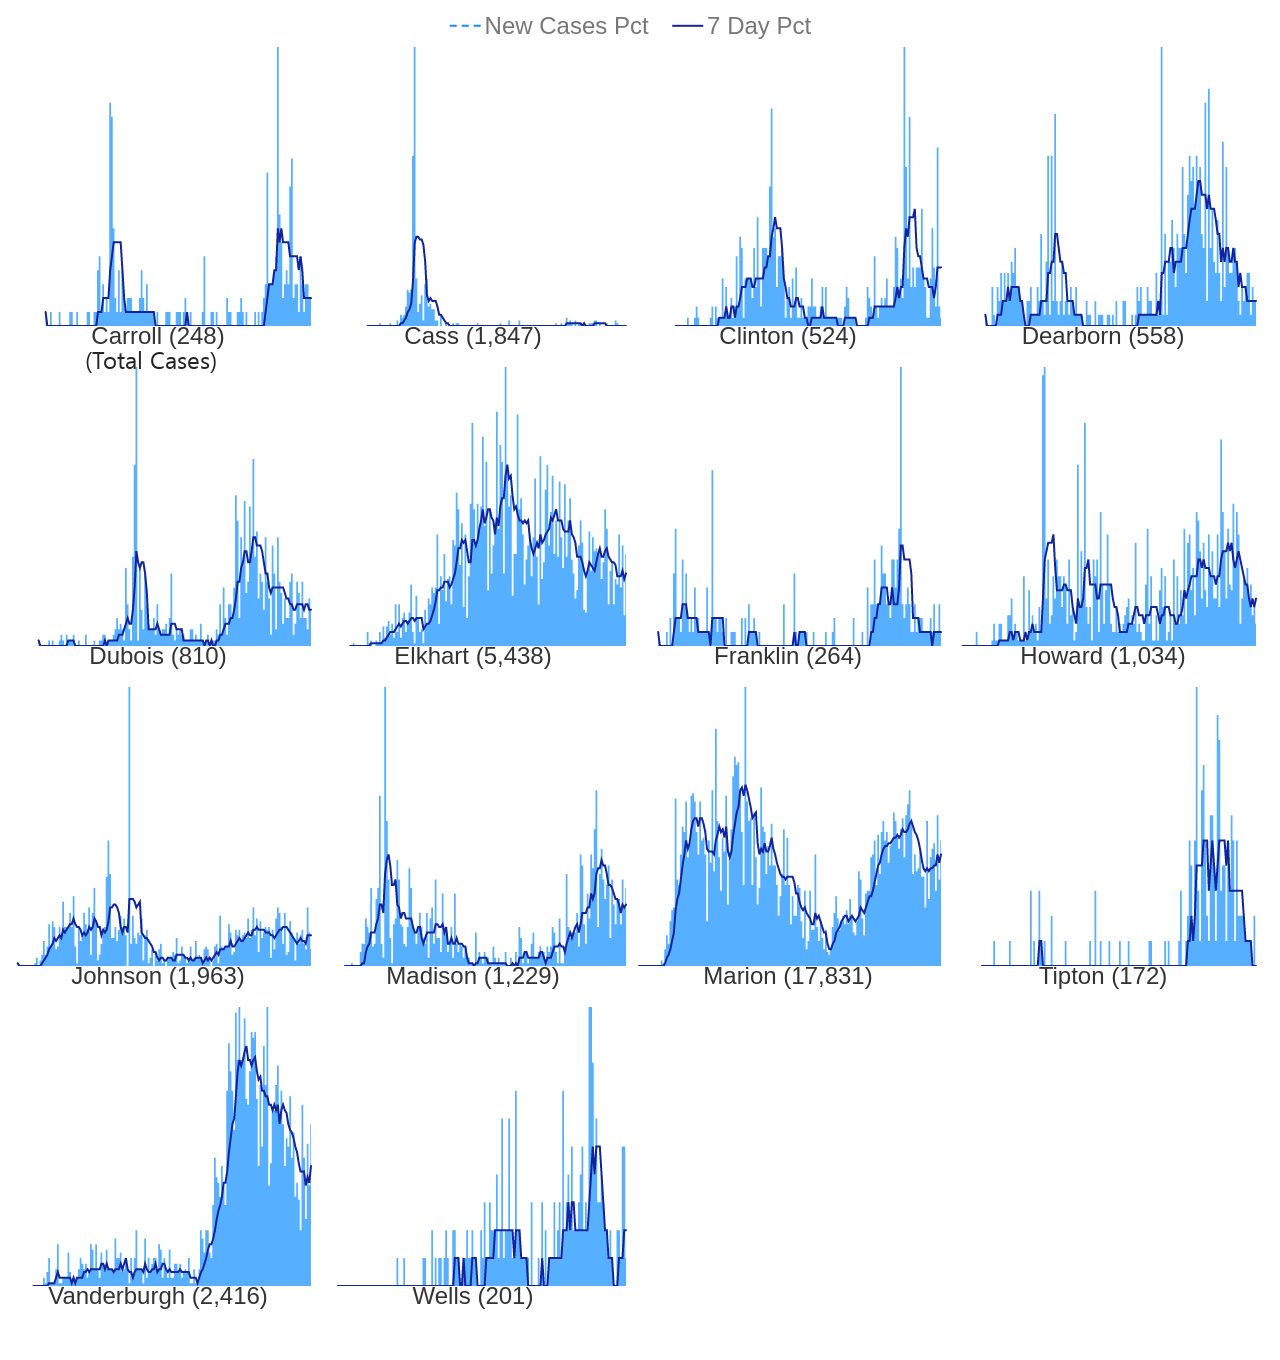 New Cases Pct 7 Day Pct
Carroll (248) Cass (1,847) Clinton (524) Dearborn (558)
(Total Cases)
Dubois (810) Elkhart (5,438) Franklin (264) Howard (1,034)
Johnson (1,963) Madison (1,229) Marion (17,831) Tipton (172)
Vanderburgh (2,416) Wells (201)